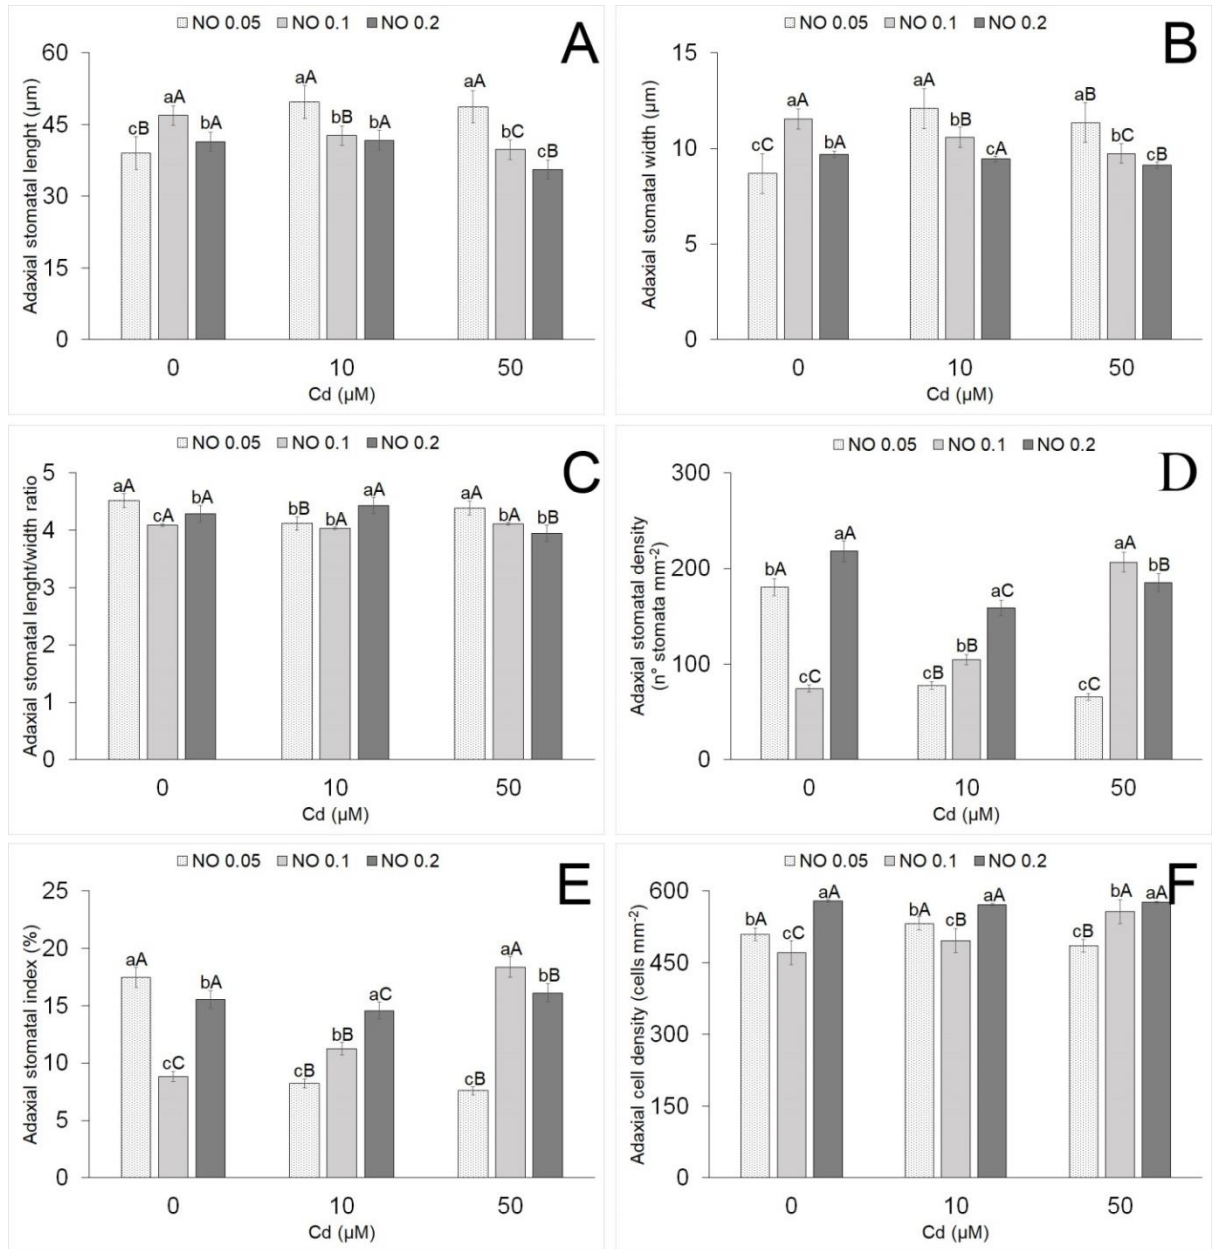 NO 0.05 NO 0.1 NO 0.2
A
Adaxial stomatal lenght (µm)
60
45
30
15
0
cB aA bA aA bB bA aA bC cB
0 10 50
Cd (µM)
NO 0.05 NO 0.1 NO 0.2
B
Adaxial stomatal width (µm)
15
10
5
0
cC aA bA aA bB cA aB bC cB
0 10 50
Cd (µM)
NO 0.05 NO 0.1 NO 0.2
C
Adaxial stomatal lenght/width ratio
5
4
3
2
1
0
aA cA bA bB bA aA aA bA bB
0 10 50
Cd (µM)
NO 0.05 NO 0.1 NO 0.2
D
Adaxial stomatal density
(n° stomata mm⁻²)
300
200
100
0
bA cC aA cB bB aC cC aA bB
0 10 50
Cd (µM)
NO 0.05 NO 0.1 NO 0.2
E
Adaxial stomatal index (%)
25
20
15
10
5
0
aA cC bA cB bB aC cB aA bB
0 10 50
Cd (µM)
NO 0.05 NO 0.1 NO 0.2
F
Adaxial cell density (cells mm⁻²)
600
450
300
150
0
bA cC aA bA cB aA cB bA aA
0 10 50
Cd (µM)